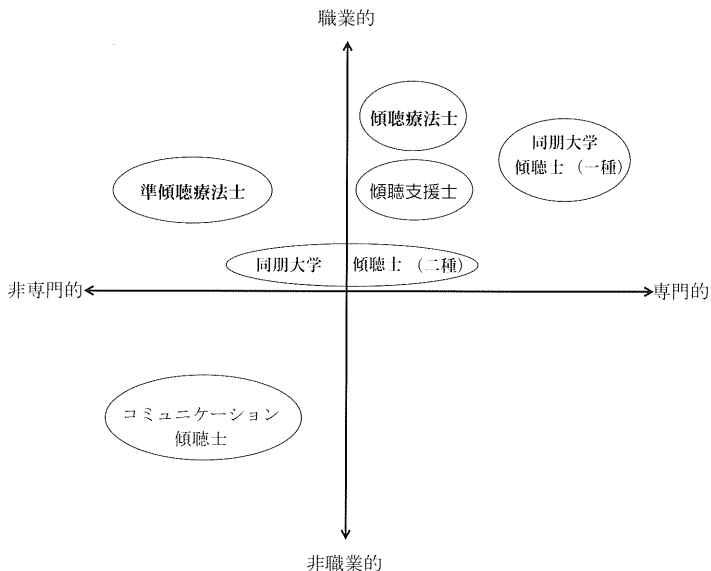 職業的
傾聴療法士
同朋大学
傾聴士（一種）
準傾聴療法士
傾聴支援士
同朋大学 傾聴士（二種）
非専門的
専門的
コミュニケーション
傾聴士
非職業的